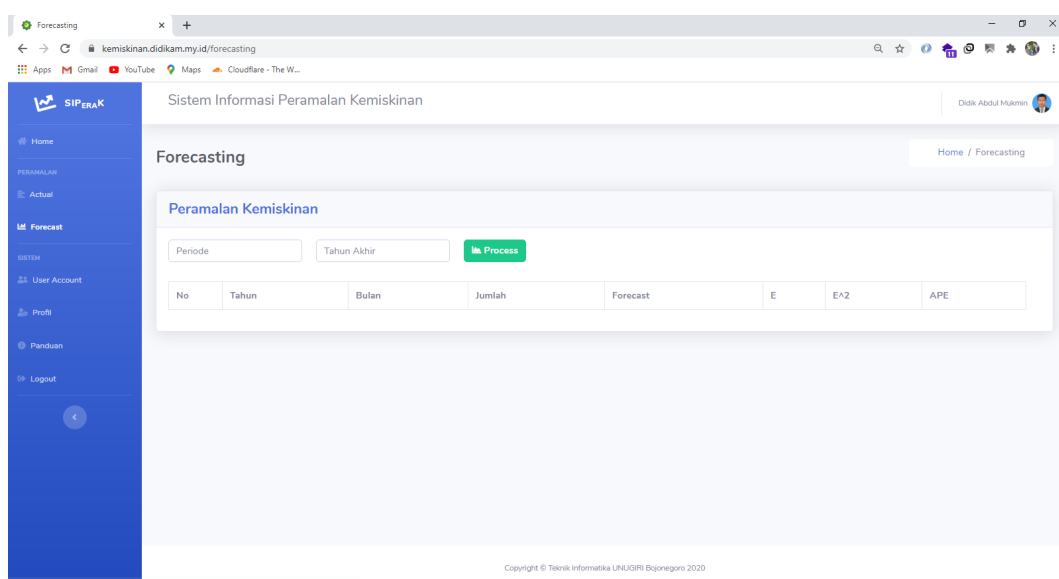 Forecasting
kemiskinan.didikam.my.id/forecasting
11
Apps Gmail YouTube Maps Cloudflare - The W...
SIPERAK
Sistem Informasi Peramalan Kemiskinan
Didik Abdul Mukmin
Home
PERAMALAN
Actual
Forecast
SISTEM
User Account
Profil
Panduan
Logout
Forecasting
Home / Forecasting
Peramalan Kemiskinan
Periode Tahun Akhir Process
No Tahun Bulan Jumlah Forecast E E^2 APE
Copyright © Teknik Informatika UNUGIRI Bojonegoro 2020